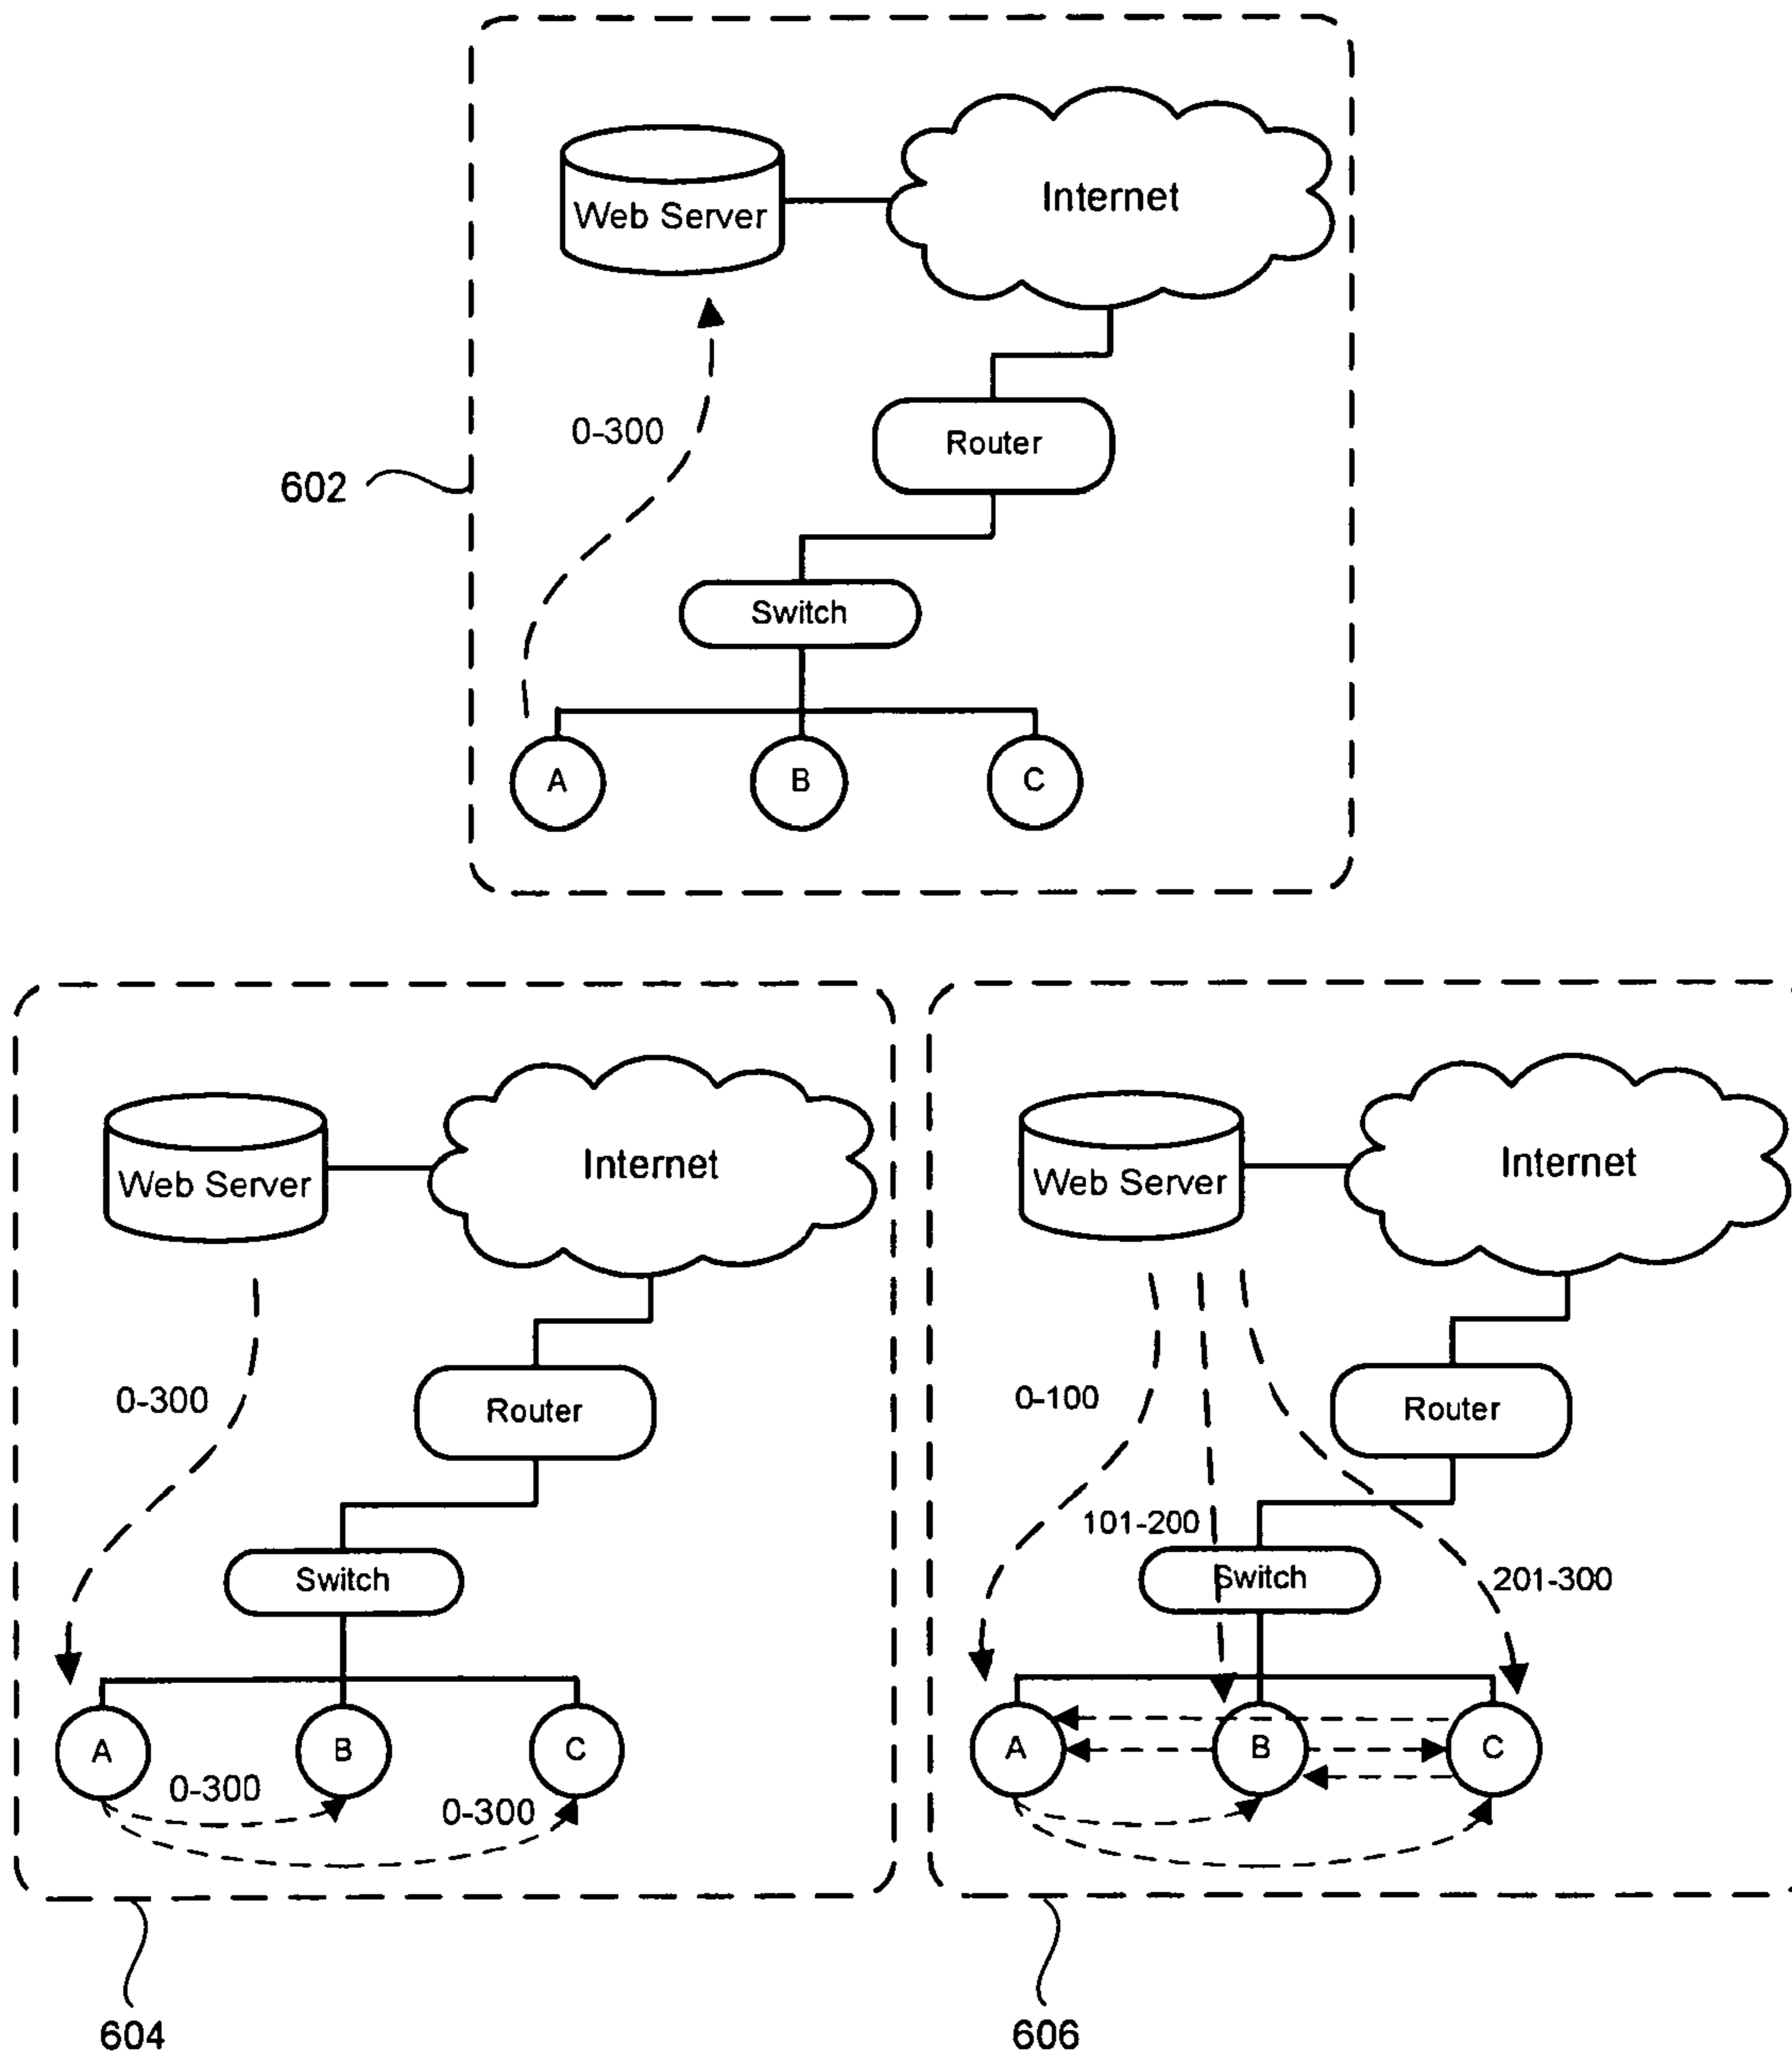 Web Server
Internet
0-300
Router
602
Switch
A B C
Web Server
Internet
0-300
Router
Switch
A B C
0-300
0-300
604
Web Server
Internet
0-100
Router
101-200
Switch
201-300
A B C
606